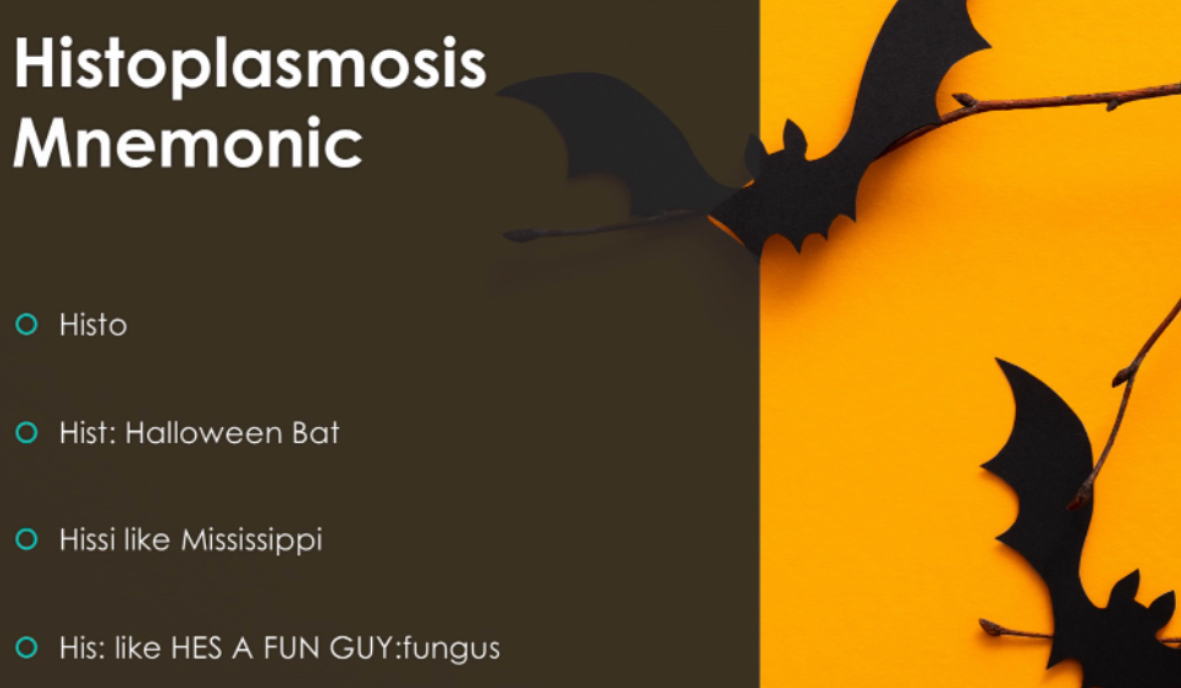 Histoplasmosis
Mnemonic
Histo
Hist: Halloween Bat
Hissi like Mississippi
His: like HES A FUN GUY:fungus